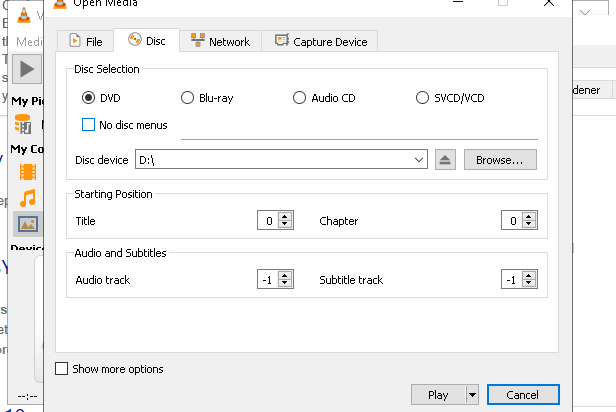 Open Media
File Disc Network Capture Device
Disc Selection
DVD Blu-ray Audio CD SVCD/VCD
No disc menus
Disc device D:\ Browse...
Starting Position
Title 0 Chapter 0
Audio and Subtitles
Audio track -1 Subtitle track -1
Show more options
Play Cancel
Medi
My Pi
My Co
Device
--:--
dener